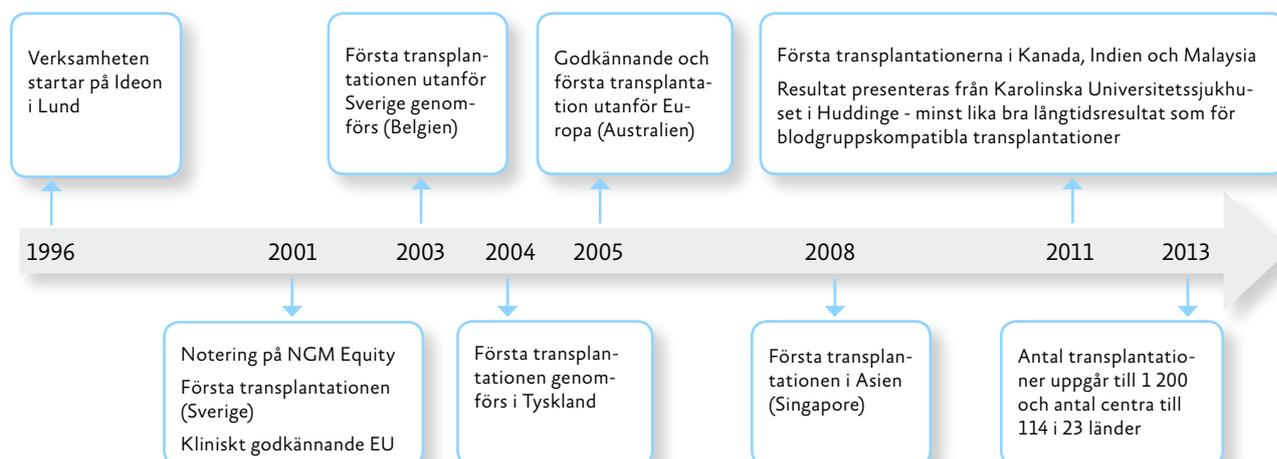 Verksamheten
startar på Ideon
i Lund
Första transplan-
tationen utanför
Sverige genom-
förs (Belgien)
Godkännande och
första transplanta-
tion utanför Eu-
ropa (Australien)
Första transplantationerna i Kanada, Indien och Malaysia
Resultat presenteras från Karolinska Universitetssjukhu-
set i Huddinge - minst lika bra långtidsresultat som för
blodgruppskompatibla transplantationer
1996 2001 2003 2004 2005 2008 2011 2013
Notering på NGM Equity
Första transplantationen
(Sverige)
Kliniskt godkännande EU
Första transplan-
tationen genom-
förs i Tyskland
Första transplan-
tationen i Asien
(Singapore)
Antal transplantatio-
ner uppgår till 1 200
och antal centra till
114 i 23 länder